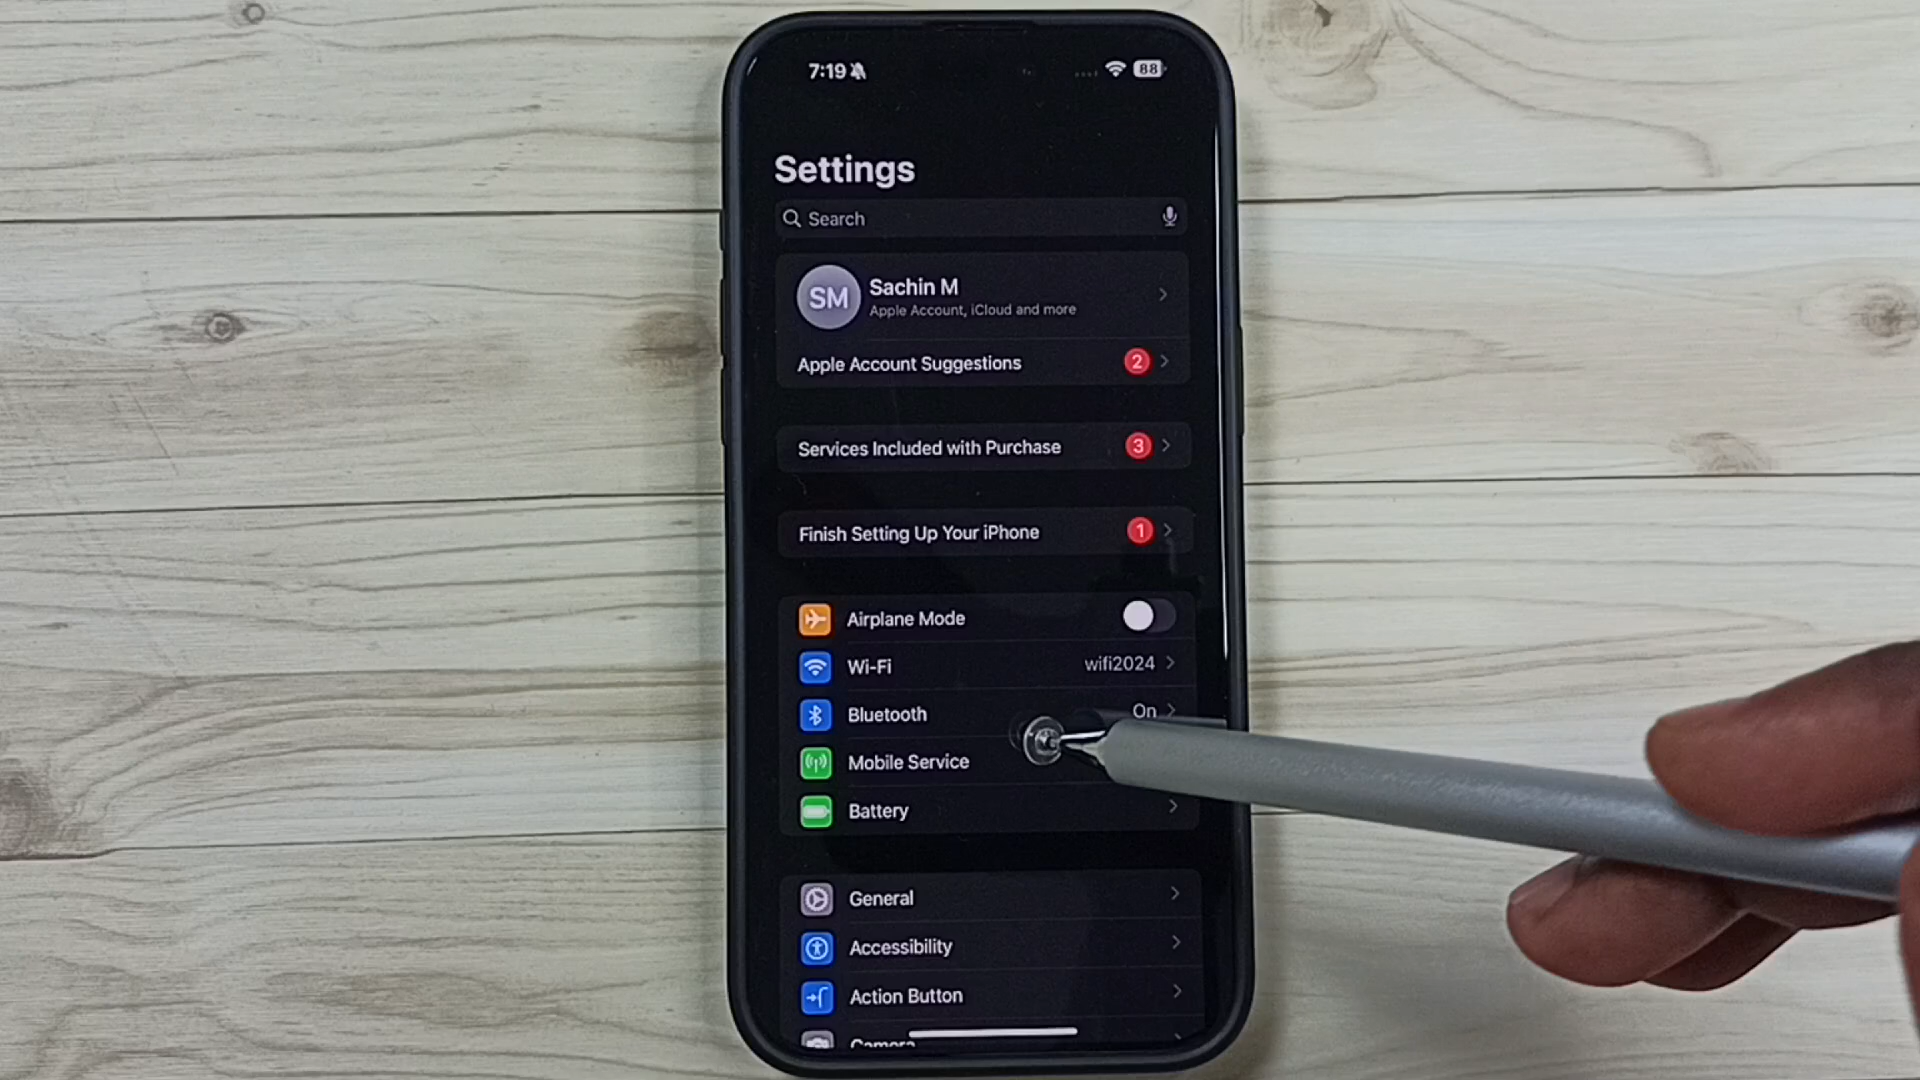 7:19
88
Settings
Search
SM
Sachin M
Apple Account, iCloud and more
Apple Account Suggestions 2
Services Included with Purchase 3
Finish Setting Up Your iPhone 1
Airplane Mode
Wi-Fi wifi2024
Bluetooth On
Mobile Service
Battery
General
Accessibility
Action Button
Camera